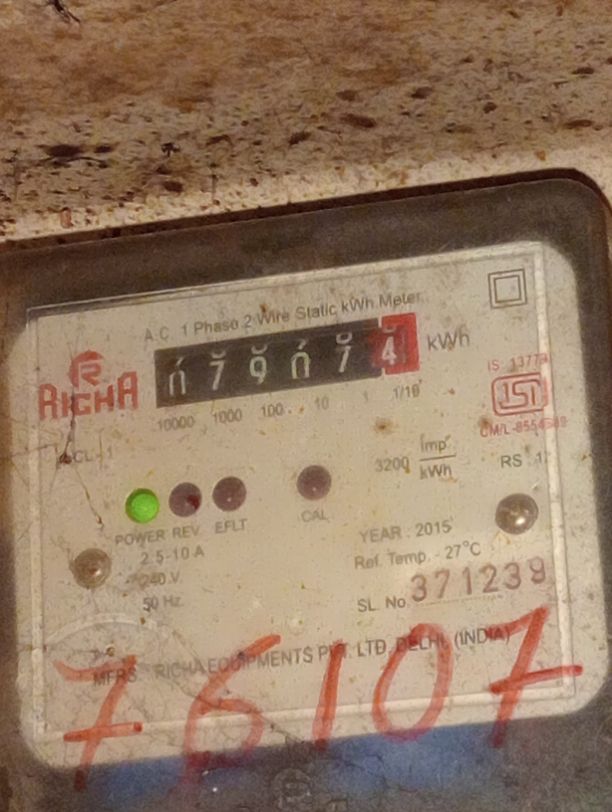 A.C. 1 Phase 2 Wire Static kWh Meter
RICHA
079074 kWh
10000 1000 100 10 1 1/10
IS 13779
ISI
3200 Imp/kWh
RS 1
POWER REV. EFLT CAL
2.5-10 A
240 V.
50 Hz.
YEAR . 2015
Ref. Temp. - 27°C
SL. No. 371239
MFRS RICHA EQUIPMENTS PVT. LTD. DELHI. (INDIA)
76107